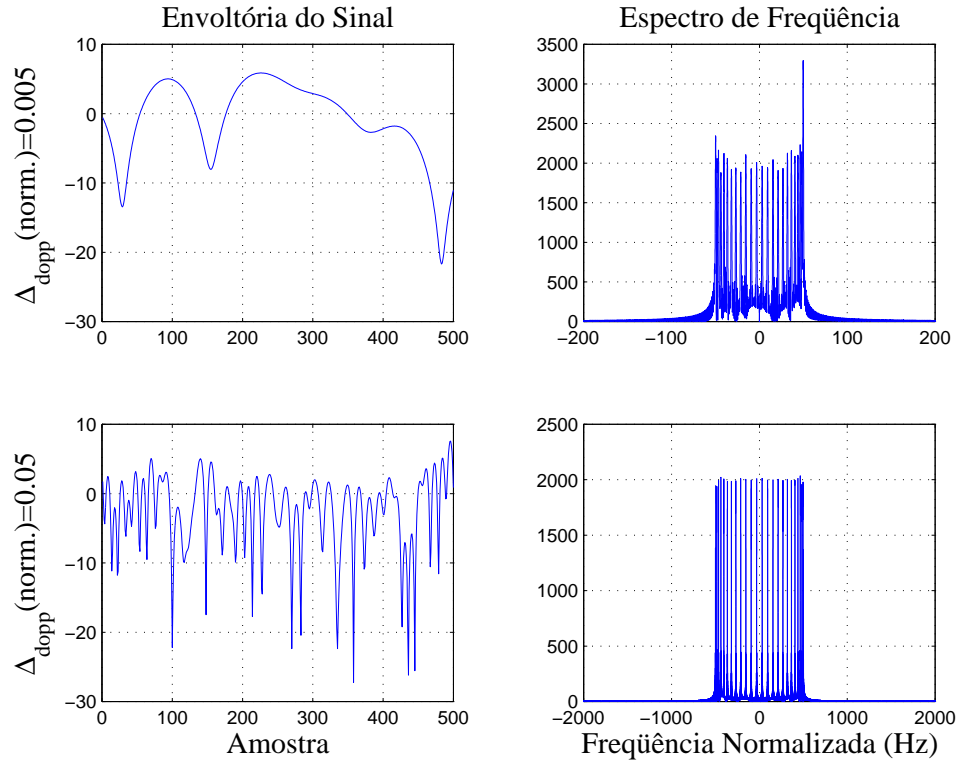 Envoltória do Sinal
Espectro de Freqüência
Δdopp(norm.)=0.005
10
0
−10
−20
−30
0 100 200 300 400 500
3500
3000
2500
2000
1500
1000
500
0
−200 −100 0 100 200
Δdopp(norm.)=0.05
10
0
−10
−20
−30
0 100 200 300 400 500
Amostra
2500
2000
1500
1000
500
0
−2000 −1000 0 1000 2000
Freqüência Normalizada (Hz)